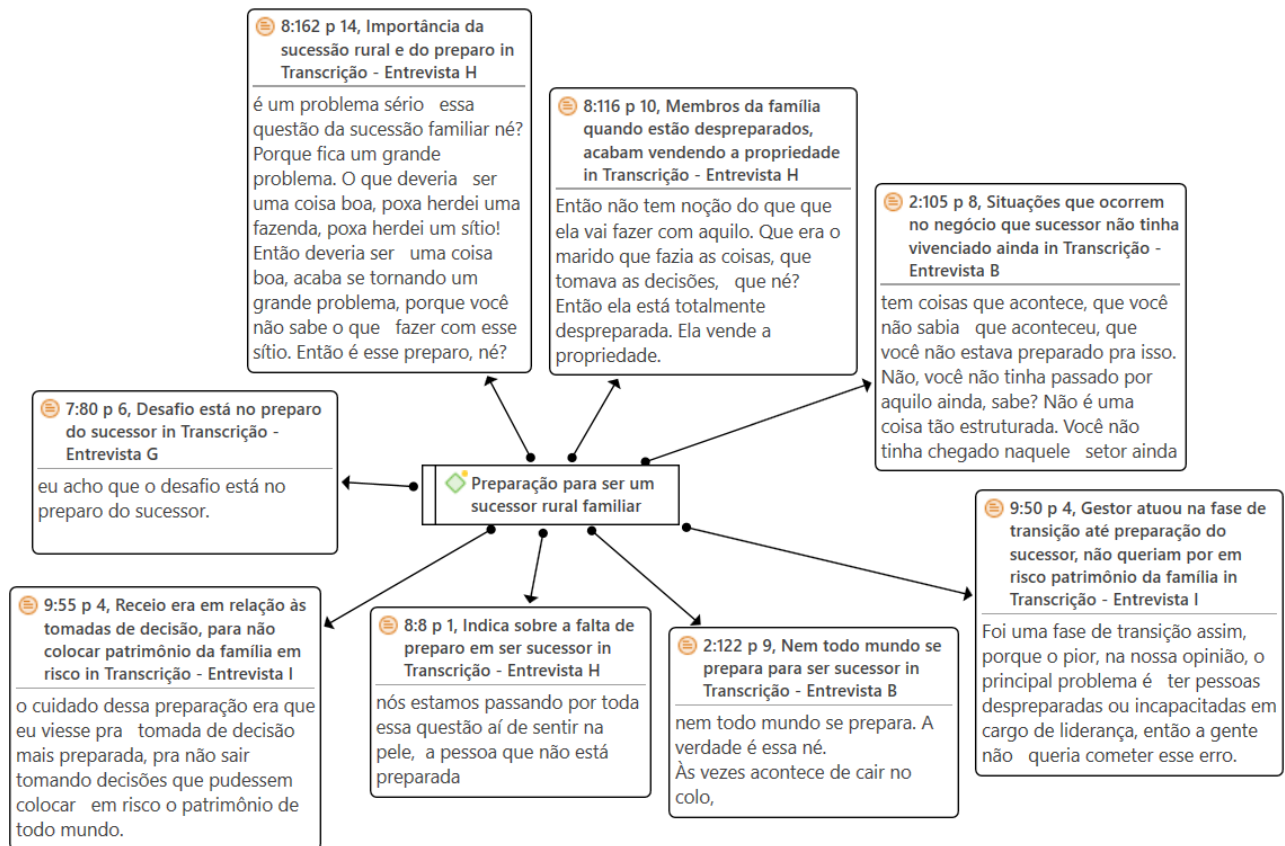 8:162 p 14, Importância da
sucessão rural e do preparo in
Transcrição - Entrevista H
é um problema sério essa
questão da sucessão familiar né?
Porque fica um grande
problema. O que deveria ser
uma coisa boa, poxa herdei uma
fazenda, poxa herdei um sítio!
Então deveria ser uma coisa
boa, acaba se tornando um
grande problema, porque você
não sabe o que fazer com esse
sítio. Então é esse preparo, né?
8:116 p 10, Membros da família
quando estão despreparados,
acabam vendendo a propriedade
in Transcrição - Entrevista H
Então não tem noção do que que
ela vai fazer com aquilo. Que era o
marido que fazia as coisas, que
tomava as decisões, que né?
Então ela está totalmente
despreparada. Ela vende a
propriedade.
2:105 p 8, Situações que ocorrem
no negócio que sucessor não tinha
vivenciado ainda in Transcrição -
Entrevista B
tem coisas que acontece, que você
não sabia que aconteceu, que
você não estava preparado pra isso.
Não, você não tinha passado por
aquilo ainda, sabe? Não é uma
coisa tão estruturada. Você não
tinha chegado naquele setor ainda
7:80 p 6, Desafio está no preparo
do sucessor in Transcrição -
Entrevista G
eu acho que o desafio está no
preparo do sucessor.
Preparação para ser um
sucessor rural familiar
9:50 p 4, Gestor atuou na fase de
transição até preparação do
sucessor, não queriam por em
risco patrimônio da família in
Transcrição - Entrevista I
Foi uma fase de transição assim,
porque o pior, na nossa opinião, o
principal problema é ter pessoas
despreparadas ou incapacitadas em
cargo de liderança, então a gente
não queria cometer esse erro.
9:55 p 4, Receio era em relação às
tomadas de decisão, para não
colocar patrimônio da família em
risco in Transcrição - Entrevista I
o cuidado dessa preparação era que
eu viesse pra tomada de decisão
mais preparada, pra não sair
tomando decisões que pudessem
colocar em risco o patrimônio de
todo mundo.
8:8 p 1, Indica sobre a falta de
preparo em ser sucessor in
Transcrição - Entrevista H
nós estamos passando por toda
essa questão aí de sentir na
pele, a pessoa que não está
preparada
2:122 p 9, Nem todo mundo se
prepara para ser sucessor in
Transcrição - Entrevista B
nem todo mundo se prepara. A
verdade é essa né.
Às vezes acontece de cair no
colo,